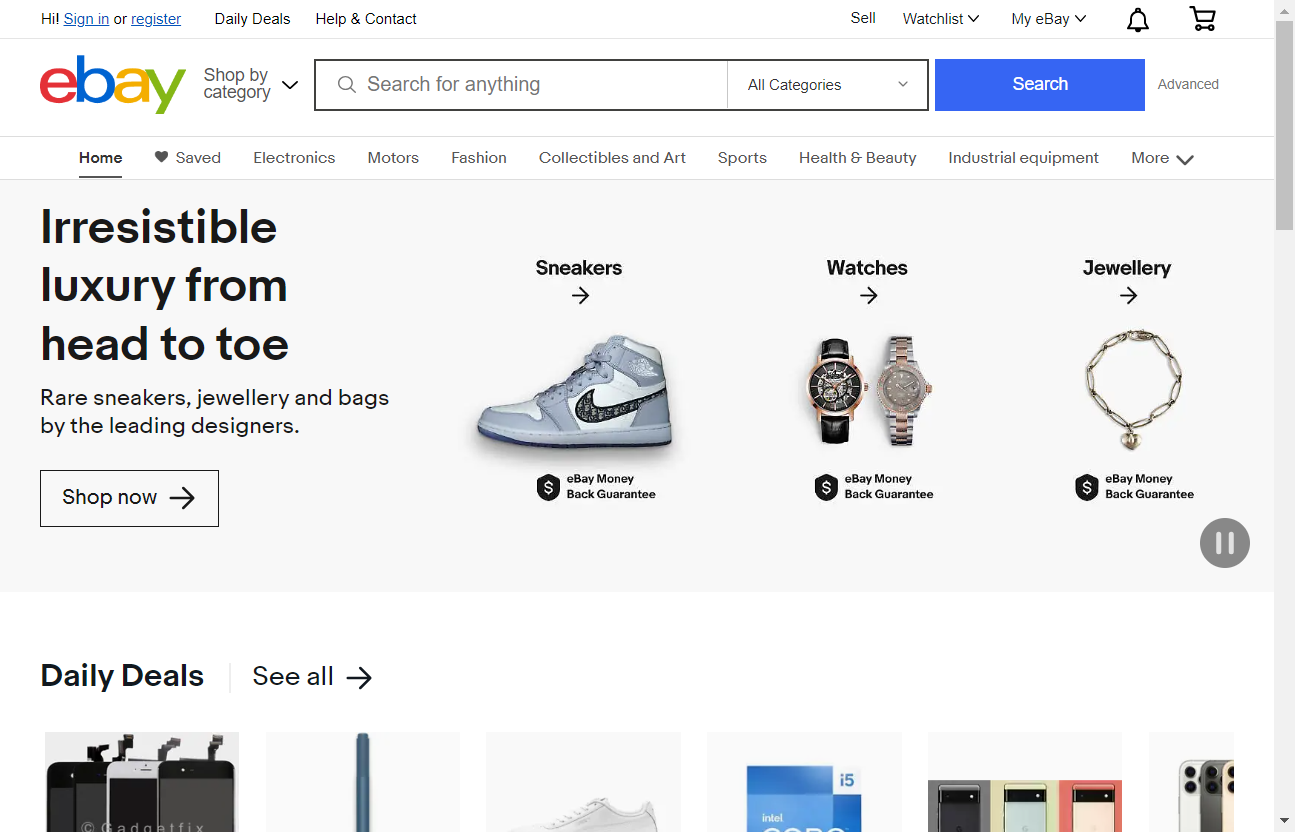 Hi! Sign in or register
Daily Deals
Help & Contact
Sell
Watchlist
My eBay
ebay
Shop by
category
Search for anything
All Categories
Search
Advanced
Home
Saved
Electronics
Motors
Fashion
Collectibles and Art
Sports
Health & Beauty
Industrial equipment
More
Irresistible
luxury from
head to toe
Rare sneakers, jewellery and bags
by the leading designers.
Shop now
Sneakers
eBay Money
Back Guarantee
Watches
eBay Money
Back Guarantee
Jewellery
eBay Money
Back Guarantee
Daily Deals
See all
© Gadgetfix
i5
intel
CORE